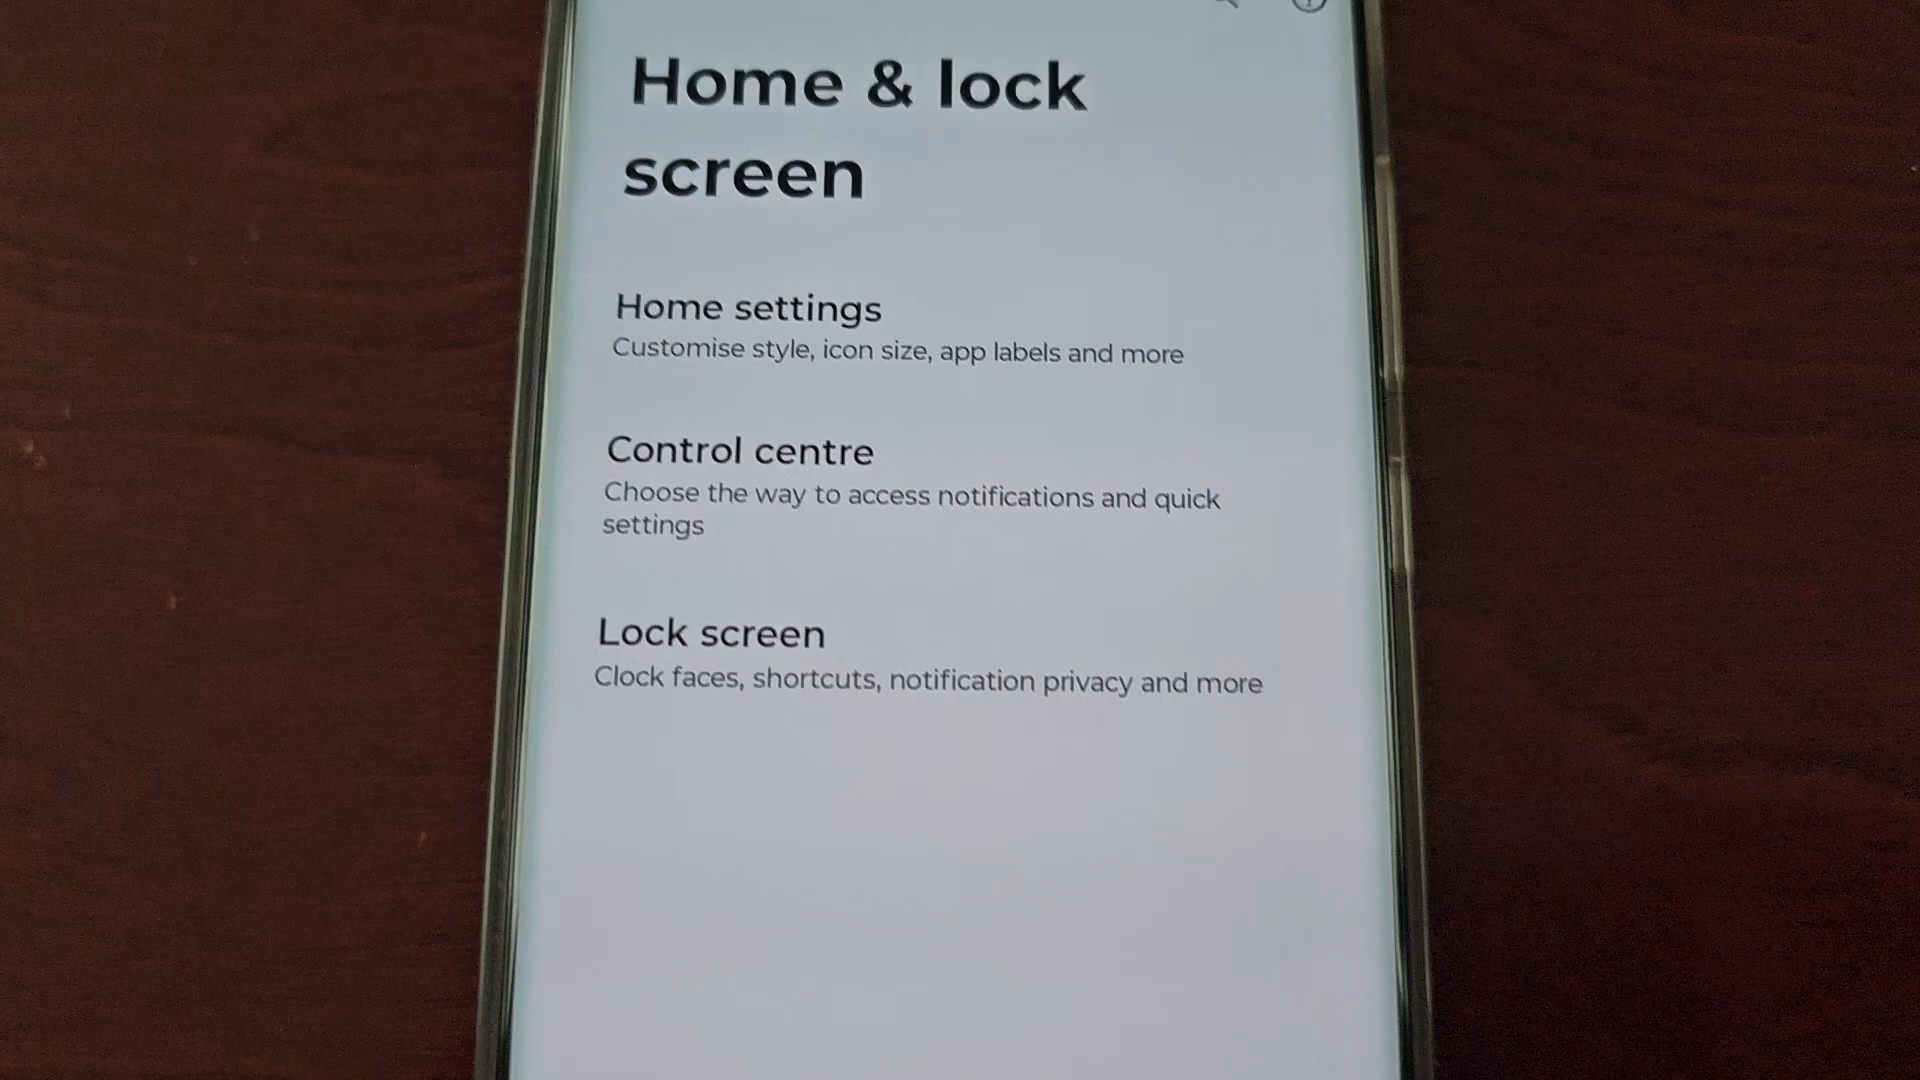 Home & lock
screen
Home settings
Customise style, icon size, app labels and more
Control centre
Choose the way to access notifications and quick
settings
Lock screen
Clock faces, shortcuts, notification privacy and more